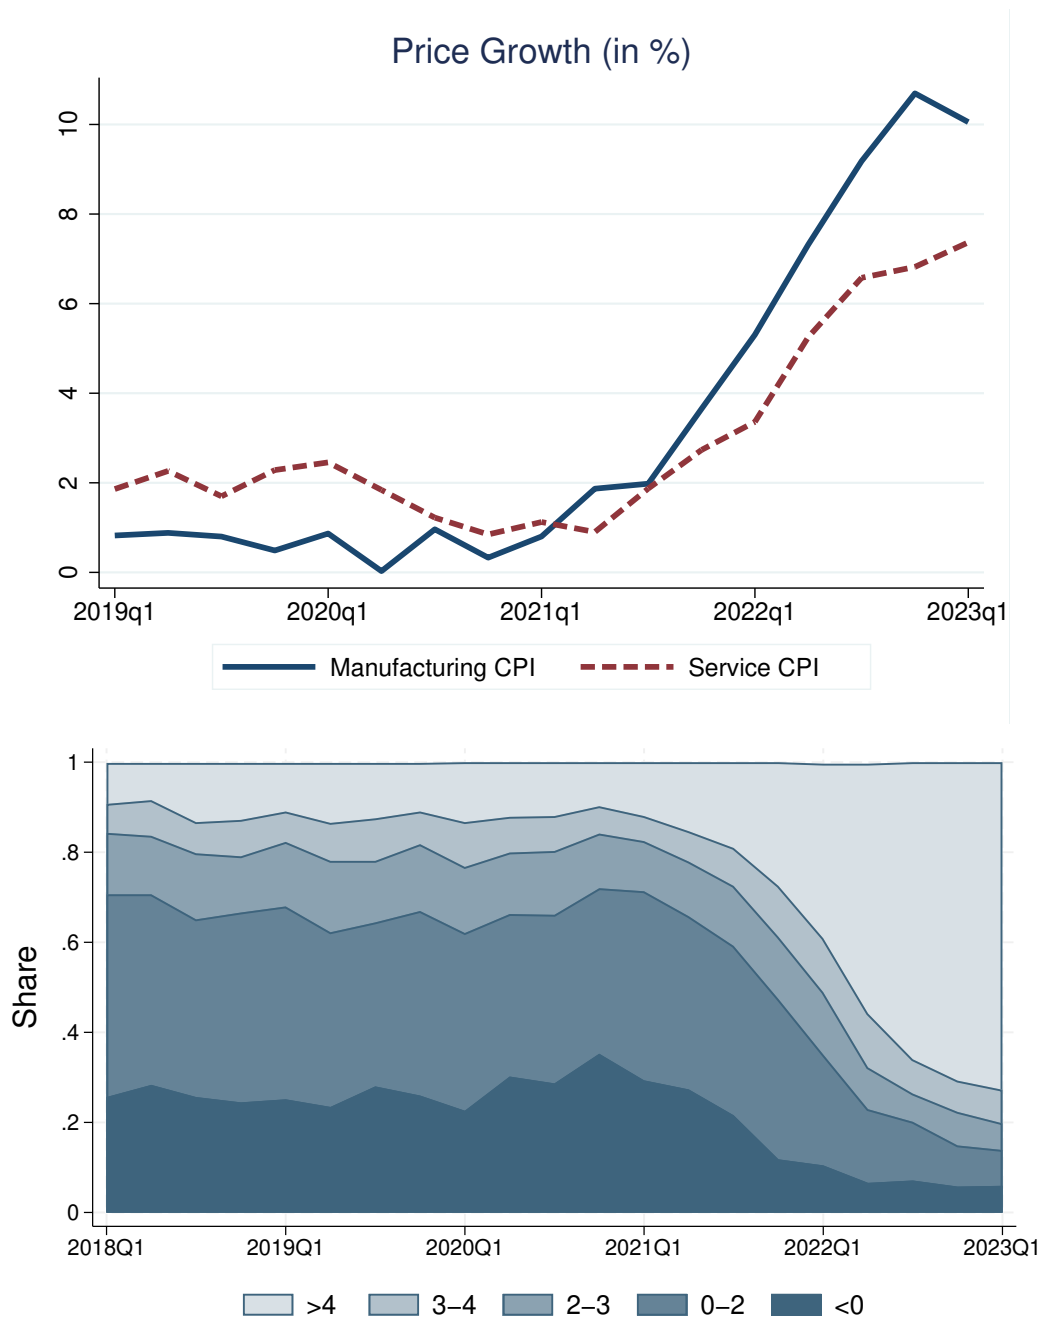 Price Growth (in %)
10
8
6
4
2
0
2019q1 2020q1 2021q1 2022q1 2023q1
Manufacturing CPI Service CPI
1
.8
.6
.4
.2
0
Share
2018Q1 2019Q1 2020Q1 2021Q1 2022Q1 2023Q1
>4 3–4 2–3 0–2 <0